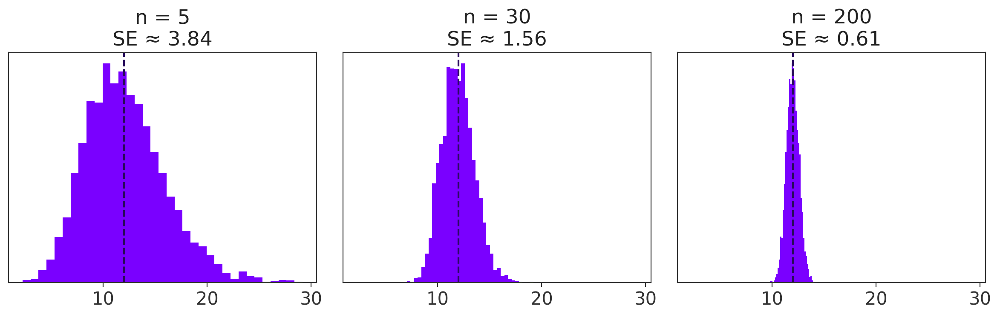 n = 5
SE ≈ 3.84
n = 30
SE ≈ 1.56
n = 200
SE ≈ 0.61
10 20 30
10 20 30
10 20 30